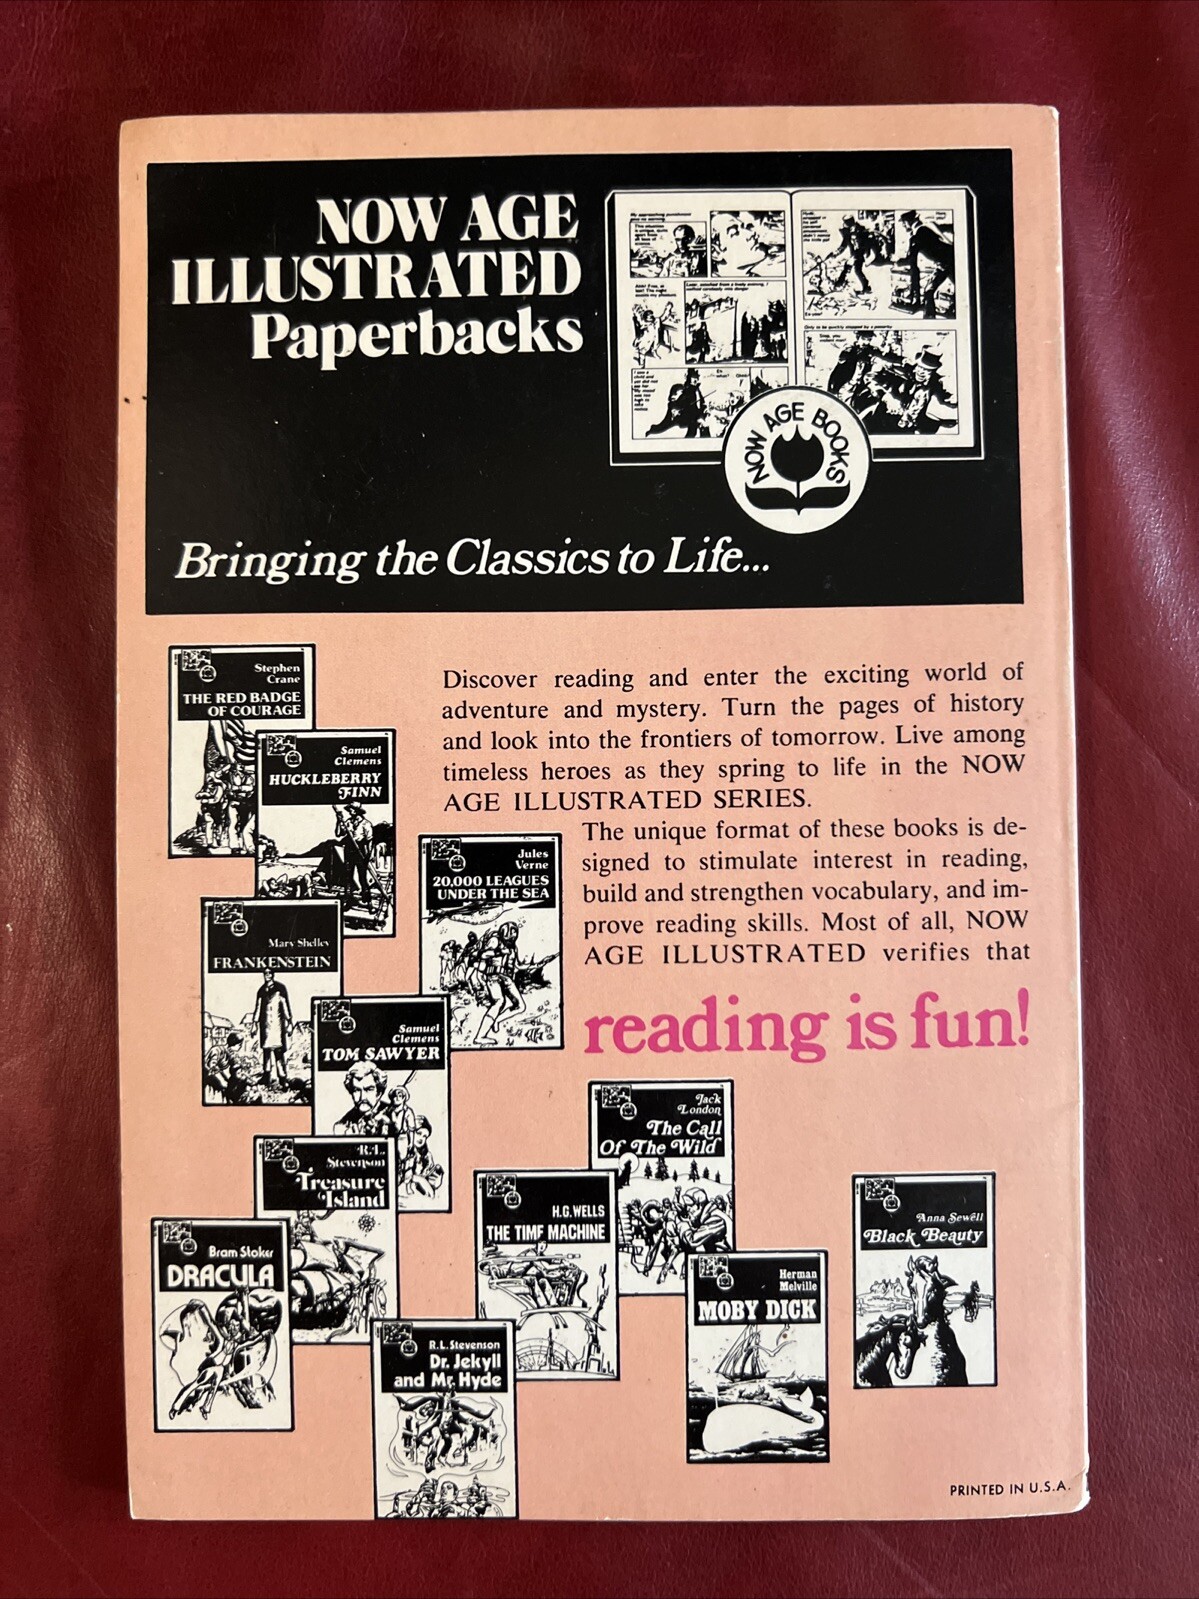 NOW AGE
ILLUSTRATED
Paperbacks
NOW AGE BOOKS
Bringing the Classics to Life...
Discover reading and enter the exciting world of
adventure and mystery. Turn the pages of history
and look into the frontiers of tomorrow. Live among
timeless heroes as they spring to life in the NOW
AGE ILLUSTRATED SERIES.
The unique format of these books is de-
signed to stimulate interest in reading,
build and strengthen vocabulary, and im-
prove reading skills. Most of all, NOW
AGE ILLUSTRATED verifies that
reading is fun!
Stephen
Crane
THE RED BADGE
OF COURAGE
Samuel
Clemens
HUCKLEBERRY
FINN
Jules
Verne
20,000 LEAGUES
UNDER THE SEA
Mary Shelley
FRANKENSTEIN
Samuel
Clemens
TOM SAWYER
R.L.
Stevenson
Treasure
Island
Jack
London
The Call
Of The Wild
H.G. WELLS
THE TIME MACHINE
Anna Sewell
Black Beauty
Bram Stoker
DRACULA
Herman
Melville
MOBY DICK
R.L. Stevenson
Dr. Jekyll
and Mr. Hyde
PRINTED IN U.S.A.